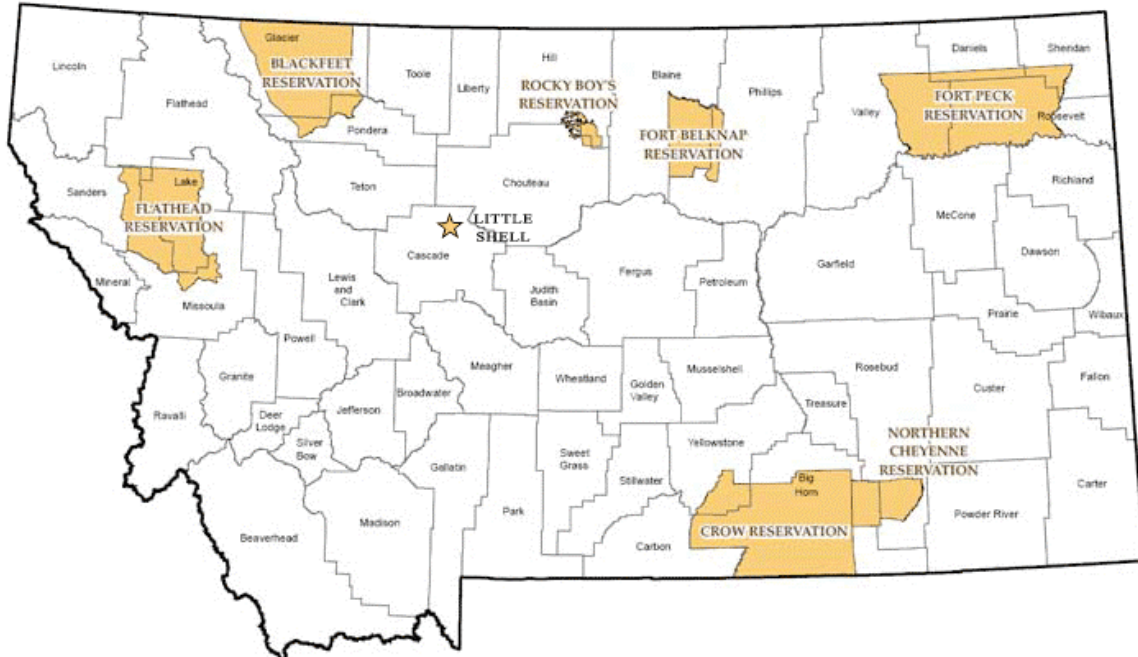 Lincoln
Flathead
Glacier
BLACKFEET
RESERVATION
Toole
Liberty
Pondera
Teton
Hill
ROCKY BOY'S
RESERVATION
Chouteau
Blaine
FORT BELKNAP
RESERVATION
Phillips
Valley
Daniels
Sheridan
FORT PECK
RESERVATION
Roosevelt
Richland
Sanders
Lake
FLATHEAD
RESERVATION
Mineral
Missoula
LITTLE
SHELL
Cascade
Lewis
and
Clark
Judith
Basin
Fergus
Petroleum
Garfield
McCone
Dawson
Prairie
Wibaux
Powell
Granite
Ravalli
Deer
Lodge
Silver
Bow
Jefferson
Broadwater
Meagher
Wheatland
Golden
Valley
Musselshell
Treasure
Rosebud
Custer
Fallon
NORTHERN
CHEYENNE
RESERVATION
Beaverhead
Madison
Gallatin
Park
Sweet
Grass
Stillwater
Yellowstone
Carbon
Big
Horn
CROW RESERVATION
Powder River
Carter